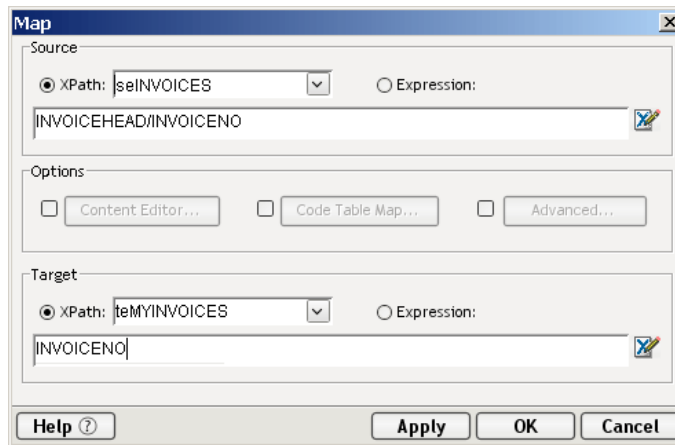 Map
Source
XPath: seINVOICES Expression:
INVOICEHEAD/INVOICENO
Options
Content Editor... Code Table Map... Advanced...
Target
XPath: teMYINVOICES Expression:
INVOICENO
Help ? Apply OK Cancel